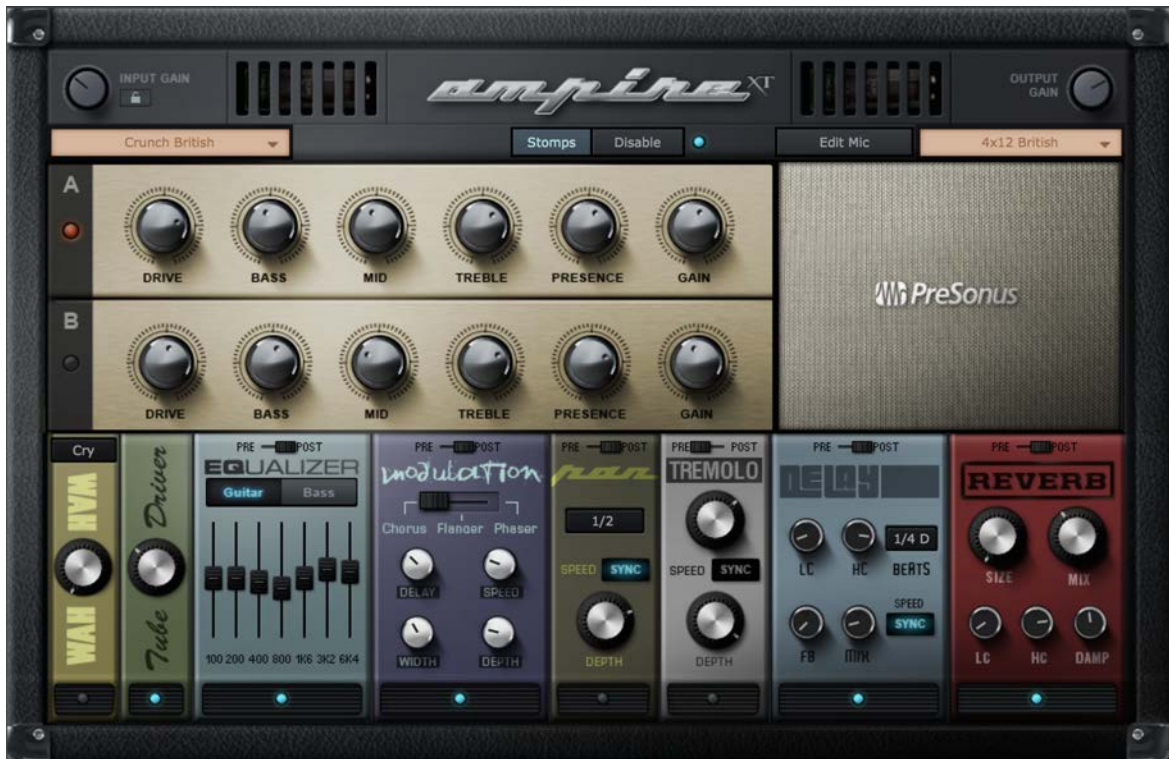 INPUT GAIN
ampire XT
OUTPUT
GAIN
Crunch British
Stomps Disable
Edit Mic
4x12 British
A
DRIVE BASS MID TREBLE PRESENCE GAIN
PreSonus
B
DRIVE BASS MID TREBLE PRESENCE GAIN
Cry
WAH
WAH
Driver
Tube
PRE POST
EQUALIZER
Guitar Bass
100 200 400 800 1K6 3K2 6K4
PRE POST
modulation
Chorus Flanger Phaser
DELAY SPEED
WIDTH DEPTH
PRE POST
pan
1/2
SPEED SYNC
DEPTH
PRE POST
TREMOLO
SPEED SYNC
DEPTH
PRE POST
DELAY
1/4 D
LC HC BEATS
SPEED
SYNC
FB MIX
PRE POST
REVERB
SIZE MIX
LC HC DAMP